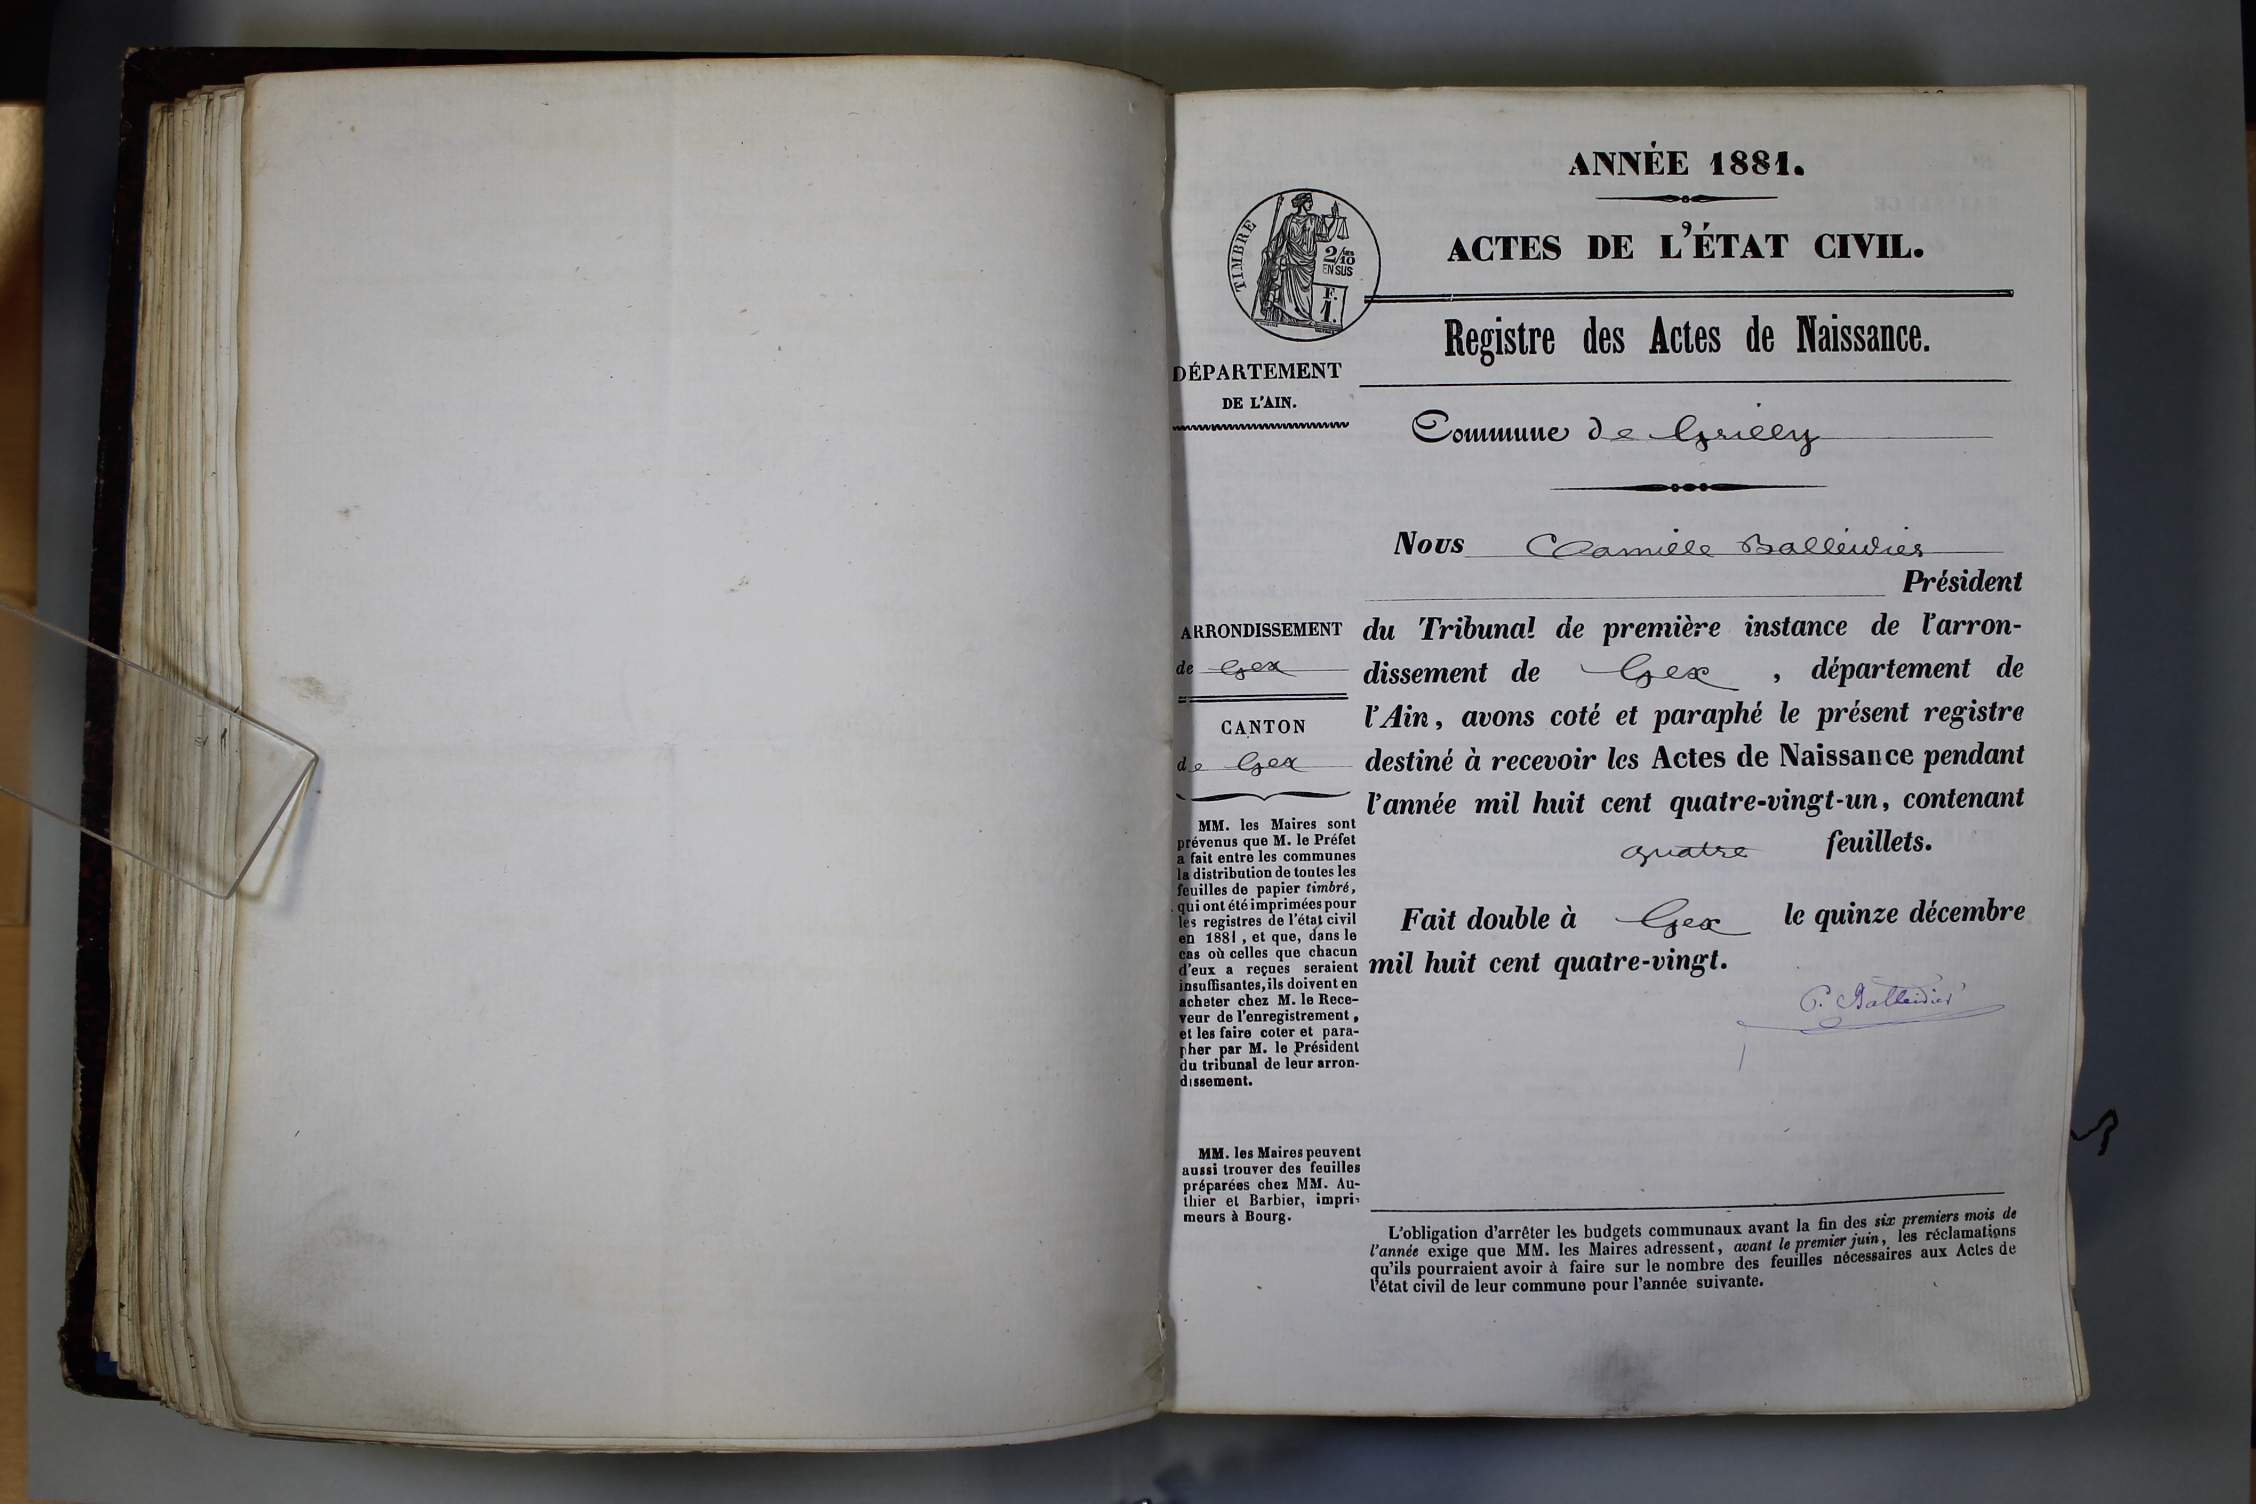 ANNÉE 1881.
ACTES DE L'ÉTAT CIVIL.
TIMBRE
2/10
EN SUS
F.
1.
Registre des Actes de Naissance.
DÉPARTEMENT
DE L'AIN.
Commune de Grilly
Nous Camille Balleidier
Président
du Tribunal de première instance de l'arron-
dissement de Gex, département de
l'Ain, avons coté et paraphé le présent registre
destiné à recevoir les Actes de Naissance pendant
l'année mil huit cent quatre-vingt-un, contenant
quatre feuillets.
Fait double à Gex le quinze décembre
mil huit cent quatre-vingt.
C. Balleidier
ARRONDISSEMENT
de Gex
CANTON
de Gex
MM. les Maires sont
prévenus que M. le Préfet
a fait entre les communes
la distribution de toutes les
feuilles de papier timbré,
qui ont été imprimées pour
les registres de l'état civil
en 1881, et que, dans le
cas où celles que chacun
d'eux a reçues seraient
insuffisantes, ils doivent en
acheter chez M. le Rece-
veur de l'enregistrement,
et les faire coter et para-
pher par M. le Président
du tribunal de leur arron-
dissement.
MM. les Maires peuvent
aussi trouver des feuilles
préparées chez MM. Au-
thier et Barbier, impri-
meurs à Bourg.
L'obligation d'arrêter les budgets communaux avant la fin des six premiers mois de
l'année exige que MM. les Maires adressent, avant le premier juin, les réclamations
qu'ils pourraient avoir à faire sur le nombre des feuilles nécessaires aux Actes de
l'état civil de leur commune pour l'année suivante.